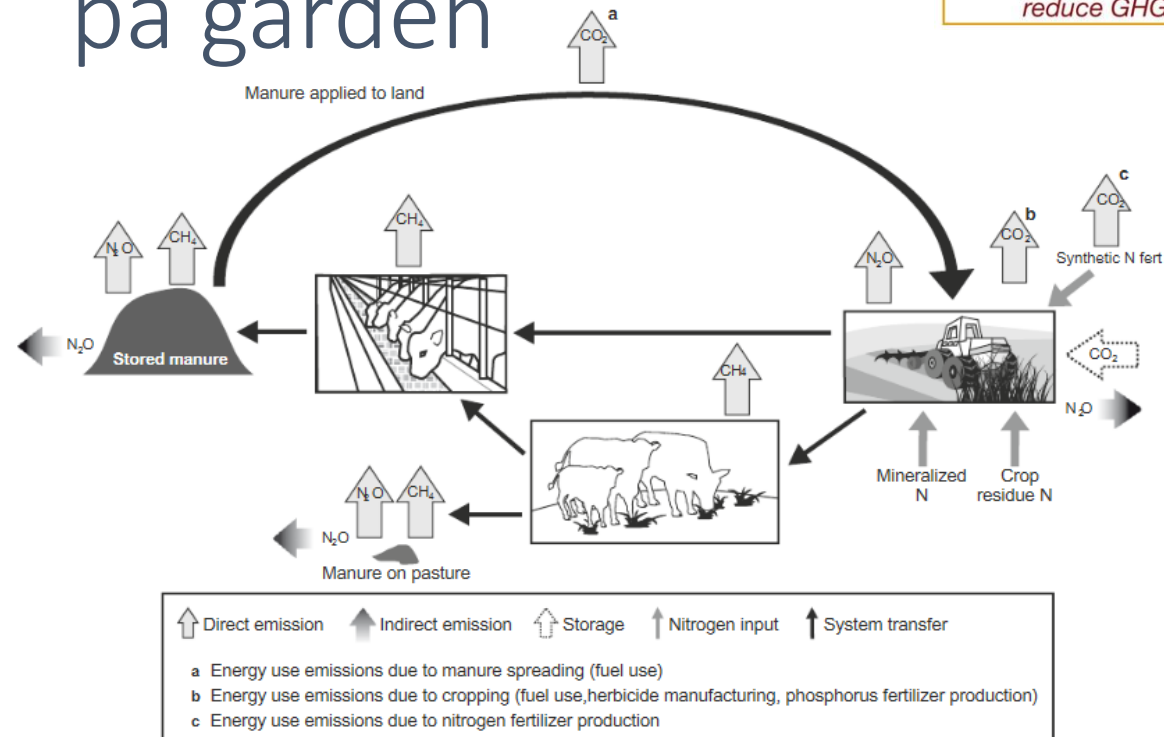 på gården
reduce GHG
CO₂ a
Manure applied to land
c
CO₂
b
CO₂
Synthetic N fert
CH₄
N₂O CH₄
N₂O
N₂O
Stored manure
CO₂
CH₄
N₂O
Mineralized
N
Crop
residue N
N₂O CH₄
N₂O
Manure on pasture
Direct emission Indirect emission Storage Nitrogen input System transfer
a Energy use emissions due to manure spreading (fuel use)
b Energy use emissions due to cropping (fuel use,herbicide manufacturing, phosphorus fertilizer production)
c Energy use emissions due to nitrogen fertilizer production